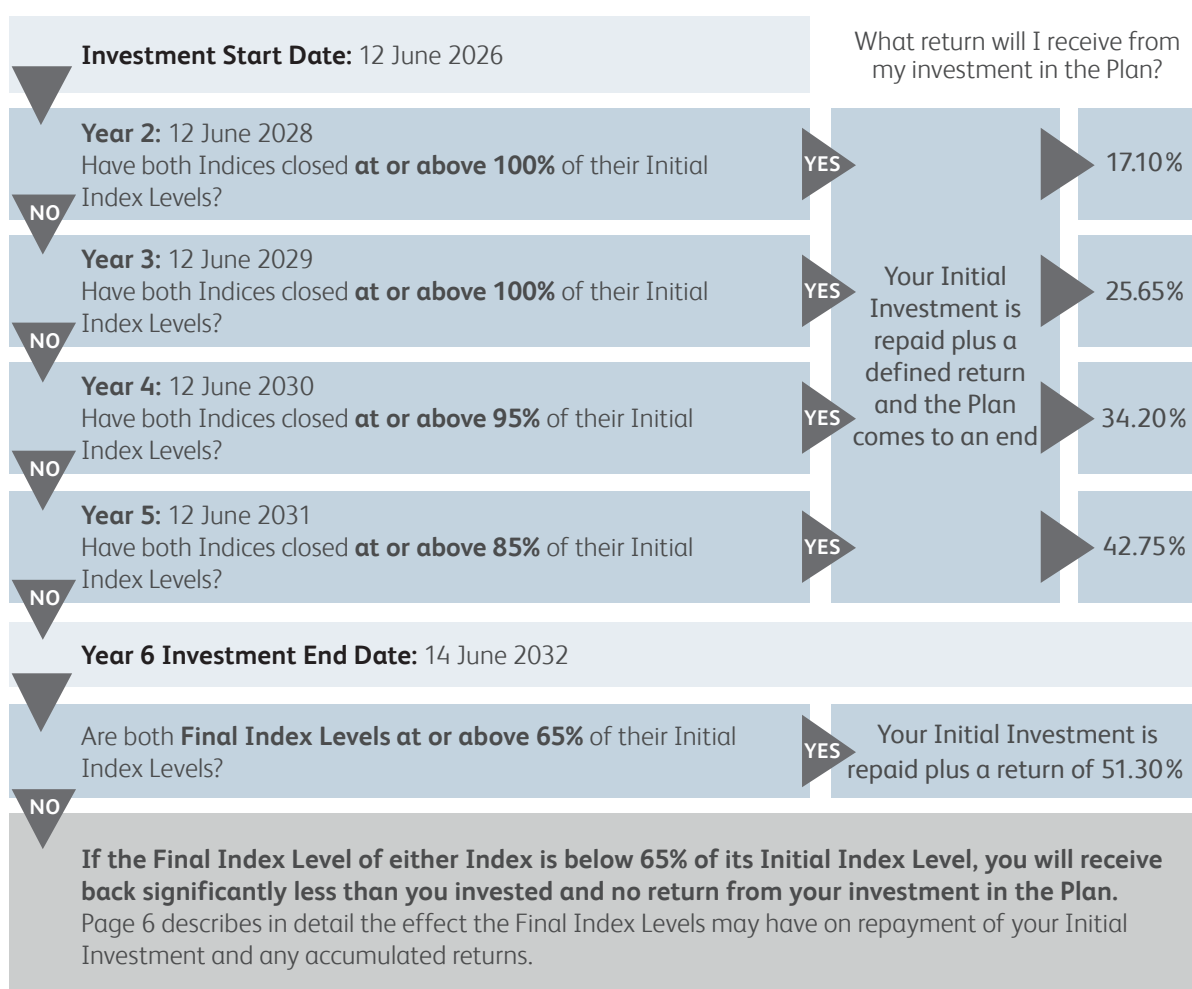 Investment Start Date: 12 June 2026
What return will I receive from
my investment in the Plan?
Year 2: 12 June 2028
Have both Indices closed at or above 100% of their Initial
Index Levels?
YES
17.10%
NO
Year 3: 12 June 2029
Have both Indices closed at or above 100% of their Initial
Index Levels?
YES
25.65%
NO
Year 4: 12 June 2030
Have both Indices closed at or above 95% of their Initial
Index Levels?
YES
34.20%
NO
Year 5: 12 June 2031
Have both Indices closed at or above 85% of their Initial
Index Levels?
YES
42.75%
NO
Your Initial
Investment is
repaid plus a
defined return
and the Plan
comes to an end
Year 6 Investment End Date: 14 June 2032
Are both Final Index Levels at or above 65% of their Initial
Index Levels?
YES
Your Initial Investment is
repaid plus a return of 51.30%
NO
If the Final Index Level of either Index is below 65% of its Initial Index Level, you will receive
back significantly less than you invested and no return from your investment in the Plan.
Page 6 describes in detail the effect the Final Index Levels may have on repayment of your Initial
Investment and any accumulated returns.